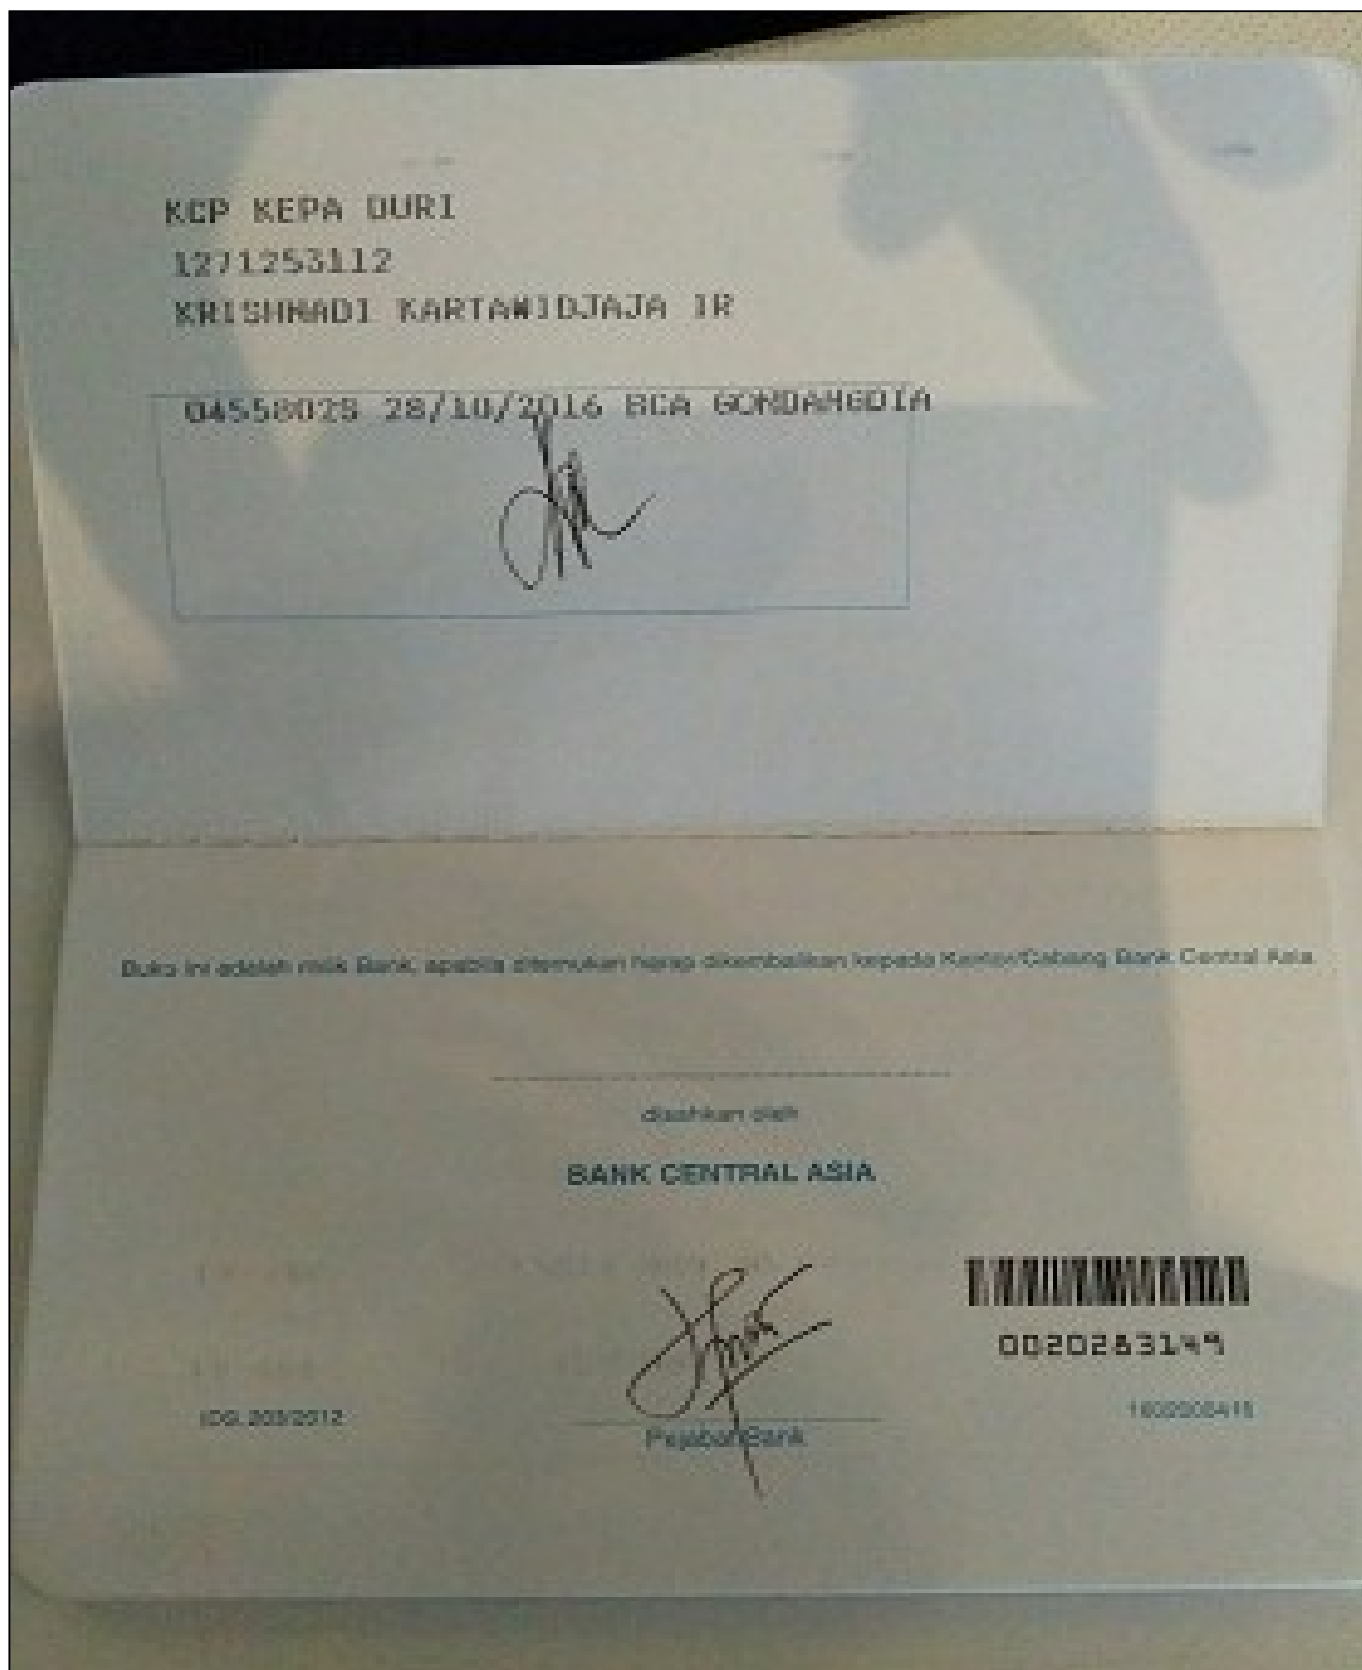 KCP KEPA DURI
1271253112
KRISHNADI KARTAWIDJAJA IR
0455802S 28/10/2016 BCA GONDANGDIA
Buku ini adalah milik Bank, apabila ditemukan harap dikembalikan kepada Kantor/Cabang Bank Central Asia
disahkan oleh
BANK CENTRAL ASIA
0020283149
Pejabat Bank